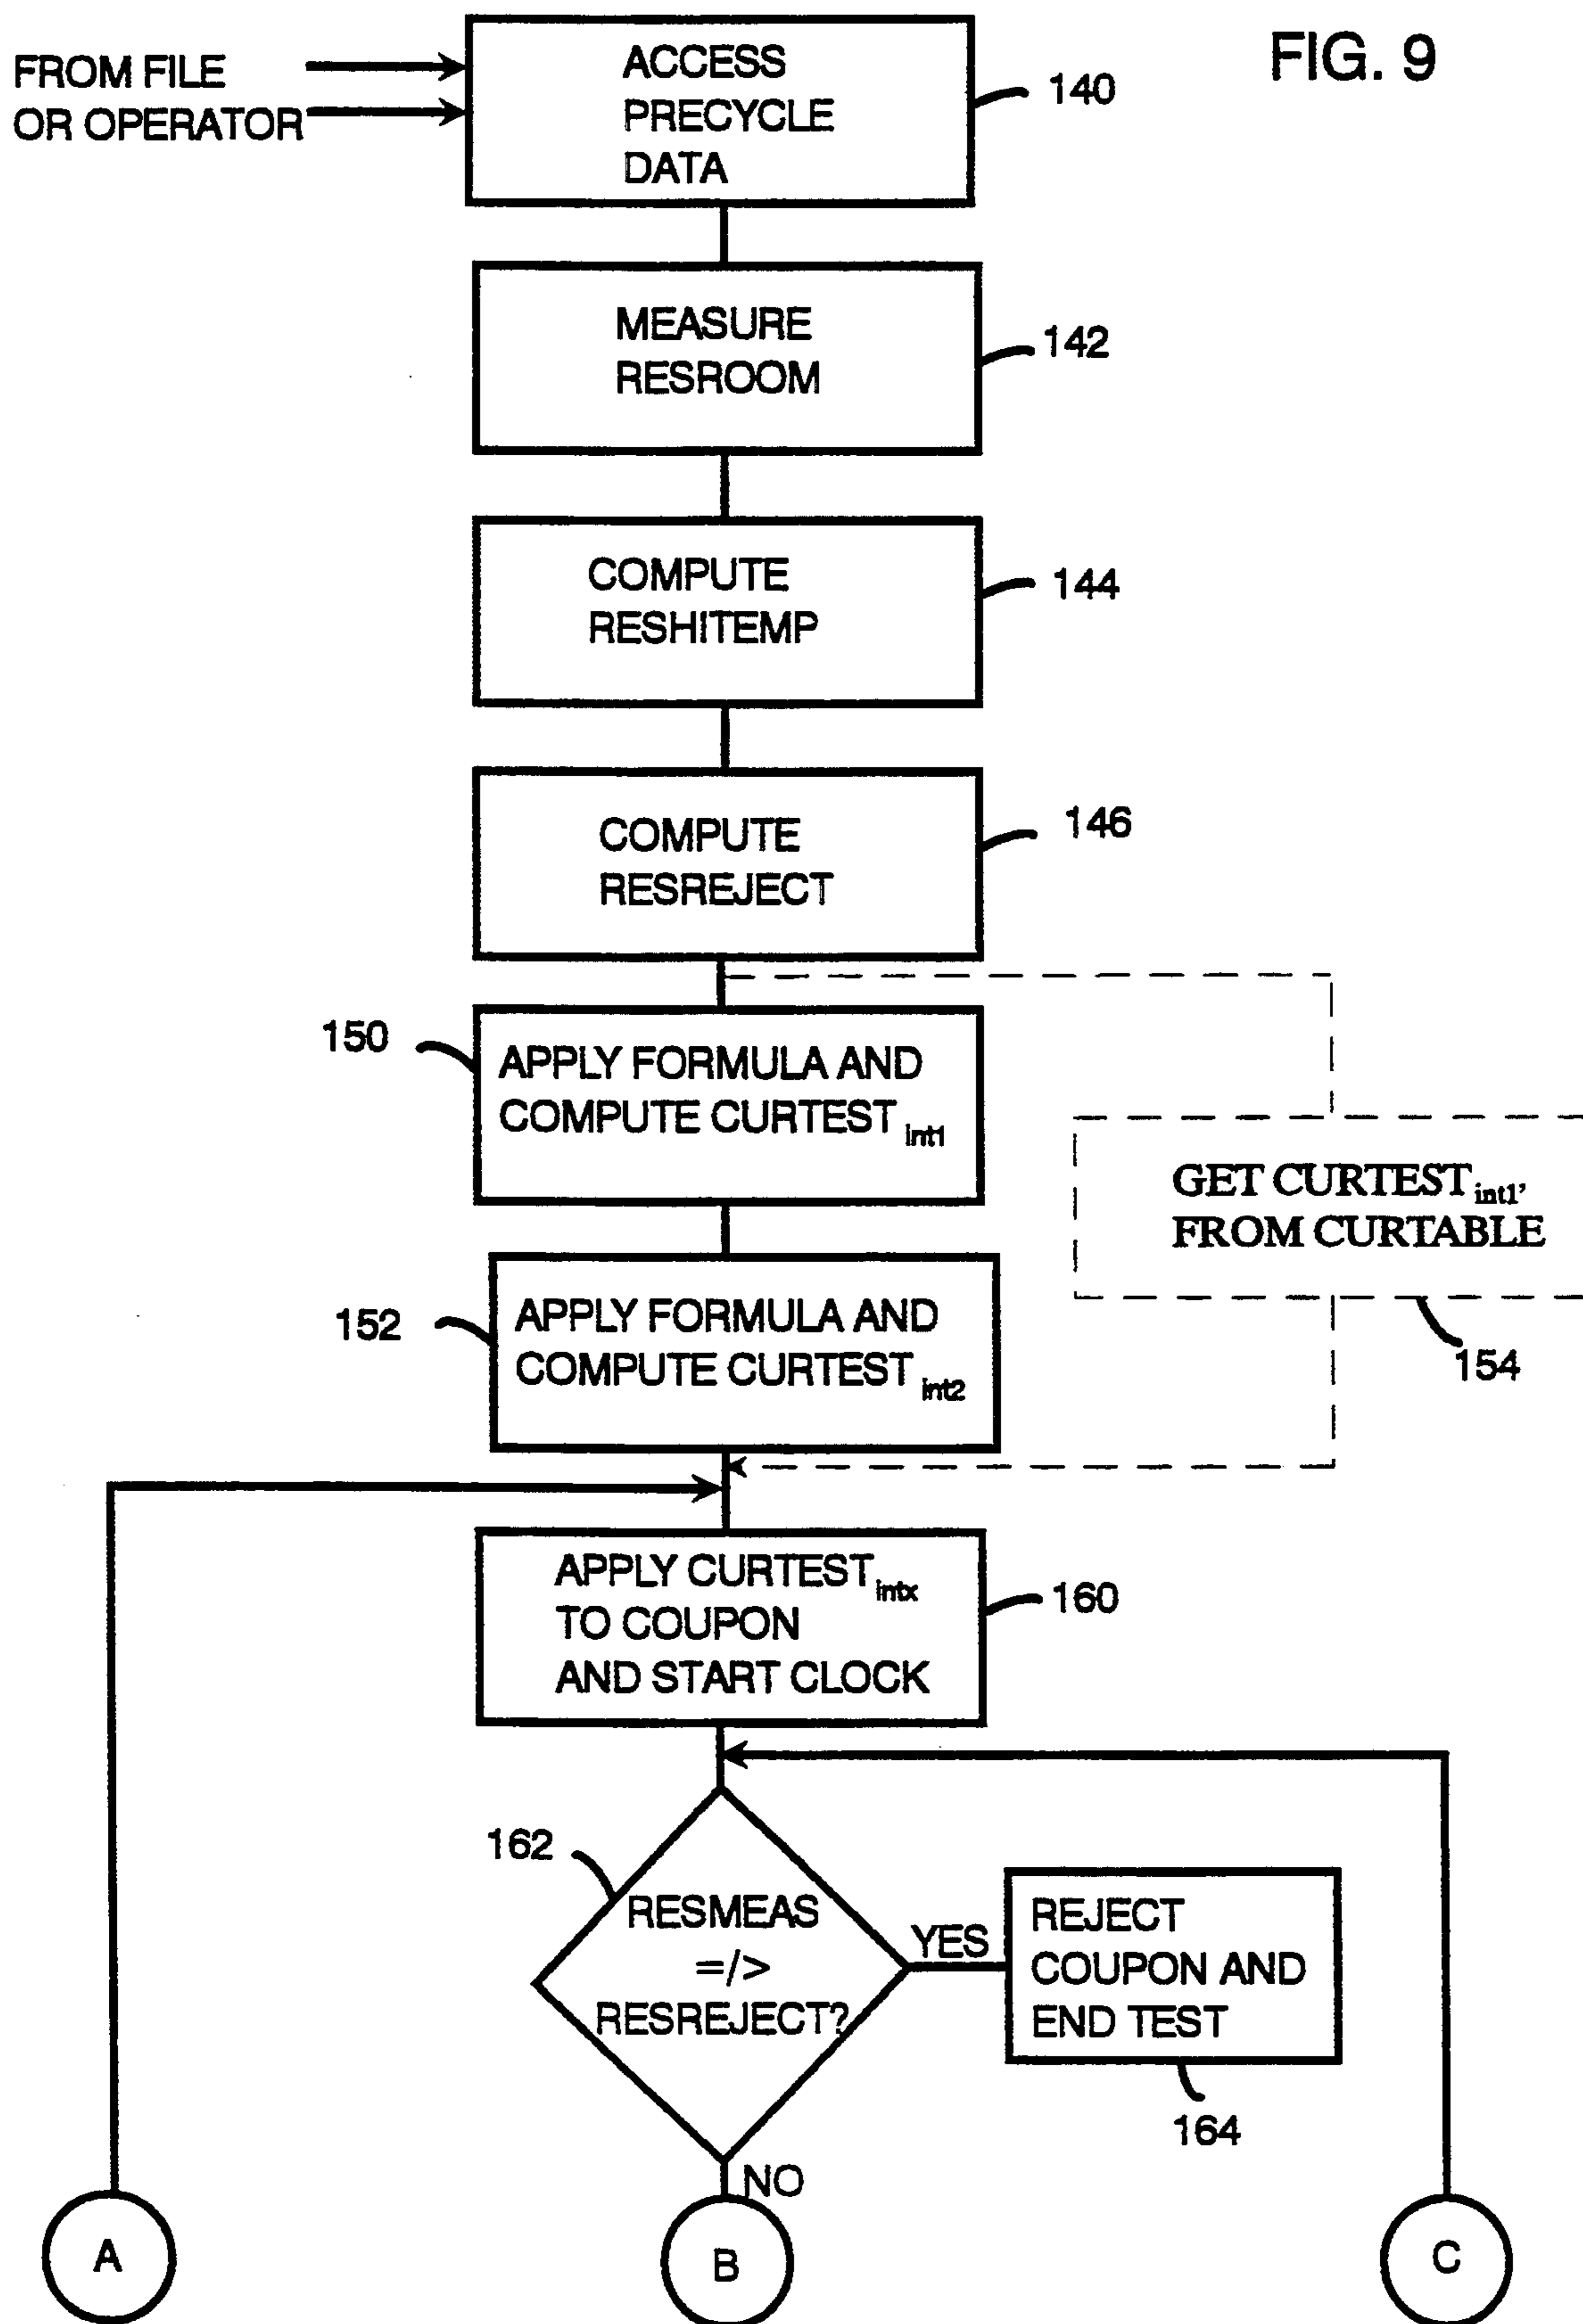 FIG. 9
FROM FILE
OR OPERATOR
ACCESS
PRECYCLE
DATA
140
MEASURE
RESROOM
142
COMPUTE
RESHITEMP
144
COMPUTE
RESREJECT
146
150
APPLY FORMULA AND
COMPUTE CURTEST int1
GET CURTEST int1,
FROM CURTABLE
154
152
APPLY FORMULA AND
COMPUTE CURTEST int2
APPLY CURTEST intx
TO COUPON
AND START CLOCK
160
162
RESMEAS
=/>
RESREJECT?
YES
REJECT
COUPON AND
END TEST
164
NO
A
B
C